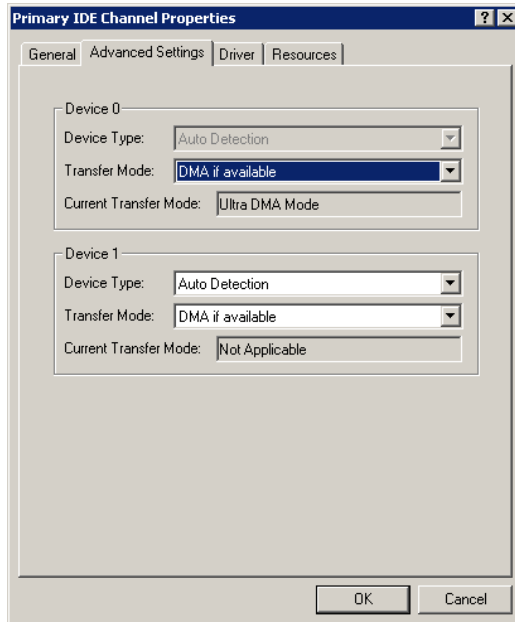 Primary IDE Channel Properties
General Advanced Settings Driver Resources
Device 0
Device Type: Auto Detection
Transfer Mode: DMA if available
Current Transfer Mode: Ultra DMA Mode
Device 1
Device Type: Auto Detection
Transfer Mode: DMA if available
Current Transfer Mode: Not Applicable
OK Cancel